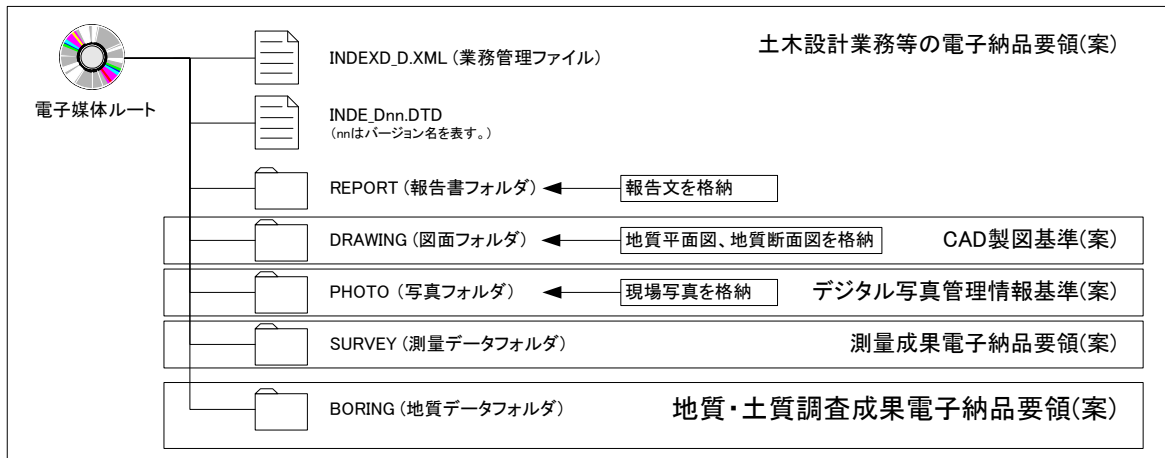 土木設計業務等の電子納品要領(案)
INDEXD_D.XML (業務管理ファイル)
電子媒体ルート
INDE_Dnn.DTD
(nnはバージョン名を表す。)
REPORT (報告書フォルダ) 報告文を格納
DRAWING (図面フォルダ) 地質平面図、地質断面図を格納 CAD製図基準(案)
PHOTO (写真フォルダ) 現場写真を格納 デジタル写真管理情報基準(案)
SURVEY (測量データフォルダ) 測量成果電子納品要領(案)
BORING (地質データフォルダ) 地質・土質調査成果電子納品要領(案)